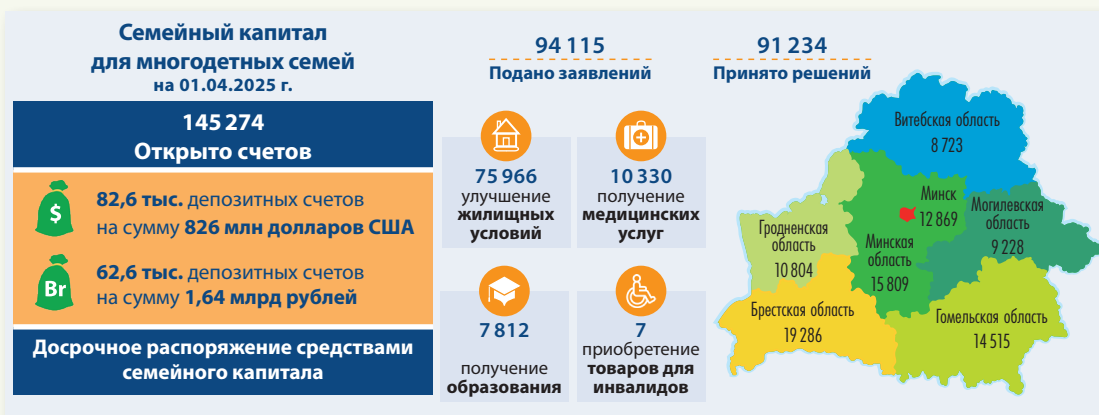 Семейный капитал
для многодетных семей
на 01.04.2025 г.
145 274
Открыто счетов
$
82,6 тыс. депозитных счетов
на сумму 826 млн долларов США
Br
62,6 тыс. депозитных счетов
на сумму 1,64 млрд рублей
Досрочное распоряжение средствами
семейного капитала
94 115
Подано заявлений
91 234
Принято решений
75 966
улучшение
жилищных
условий
10 330
получение
медицинских
услуг
7 812
получение
образования
7
приобретение
товаров для
инвалидов
Витебская область
8 723
Минск
12 869
Могилевская
область
9 228
Гродненская
область
10 804
Минская
область
15 809
Брестская область
19 286
Гомельская область
14 515